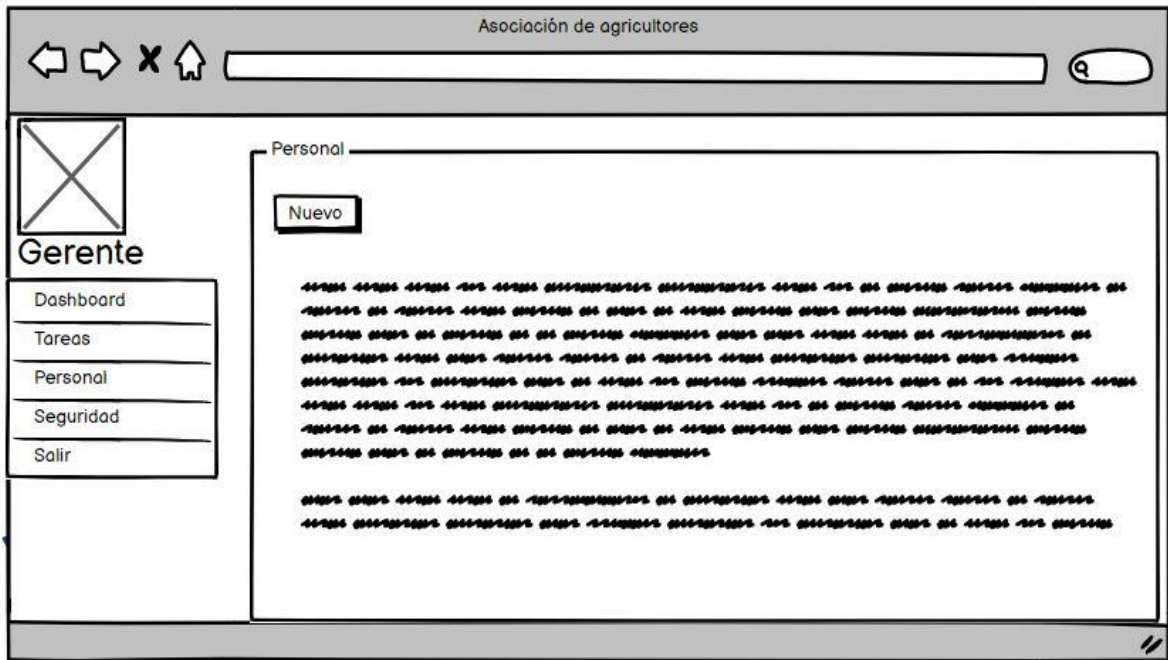 Asociación de agricultores
Personal
Nuevo
Gerente
Dashboard
Tareas
Personal
Seguridad
Salir